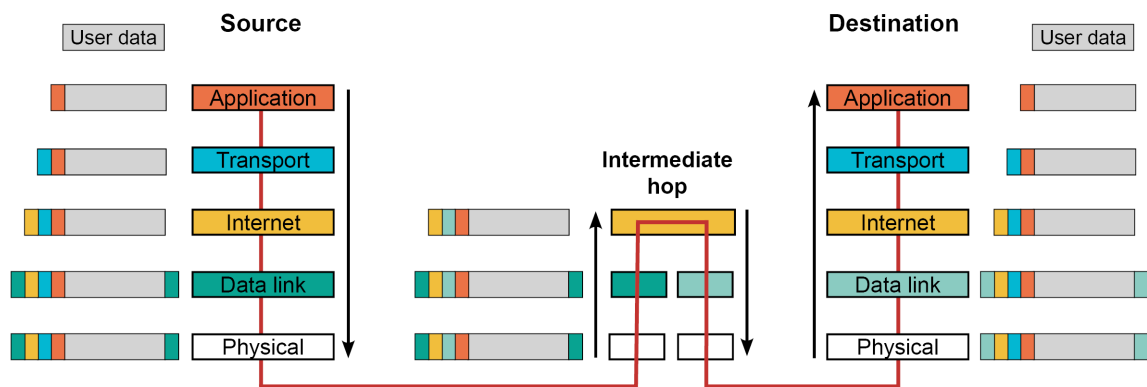 Source
Destination
User data
User data
Application
Application
Transport
Transport
Intermediate
hop
Internet
Internet
Data link
Data link
Physical
Physical